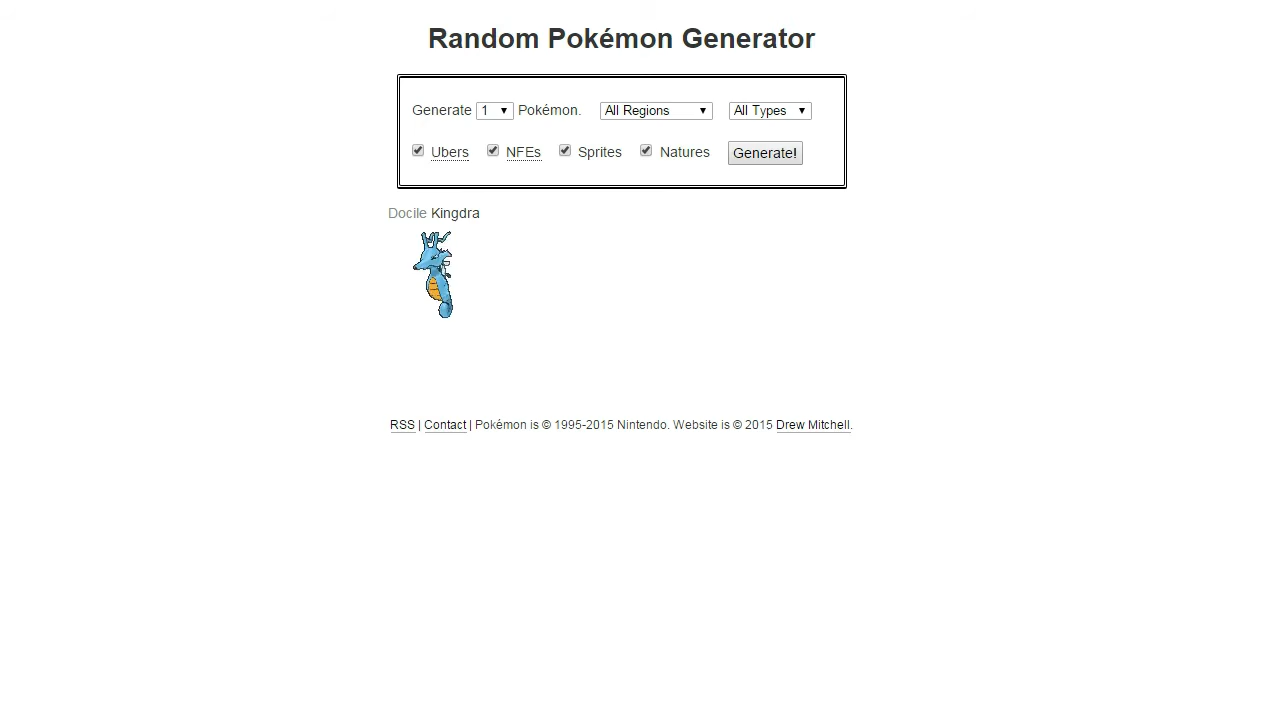 Random Pokémon Generator
Generate 1 Pokémon. All Regions All Types
Ubers NFEs Sprites Natures Generate!
Docile Kingdra
RSS | Contact | Pokémon is © 1995-2015 Nintendo. Website is © 2015 Drew Mitchell.